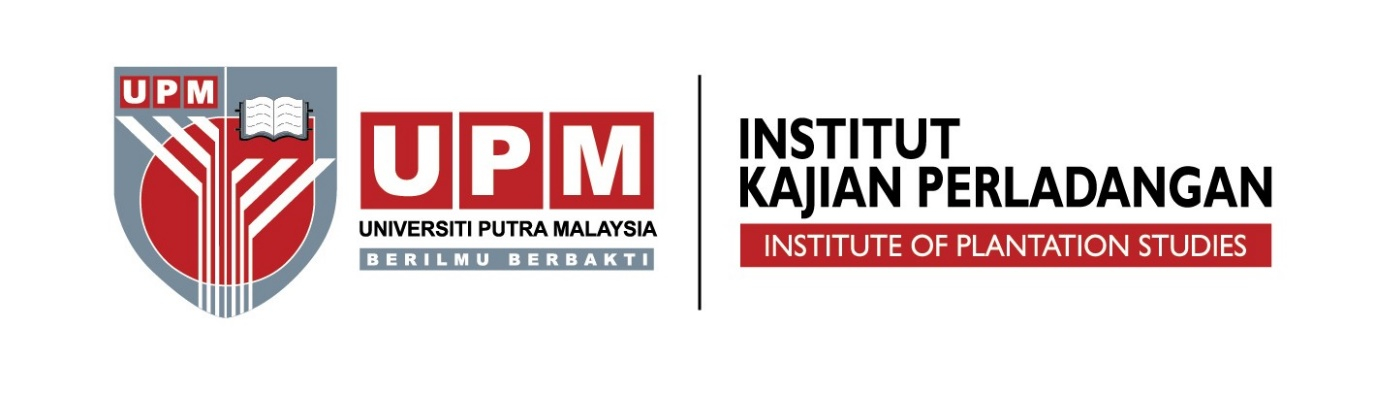 UPM
UPM
UNIVERSITI PUTRA MALAYSIA
BERILMU BERBAKTI
INSTITUT
KAJIAN PERLADANGAN
INSTITUTE OF PLANTATION STUDIES